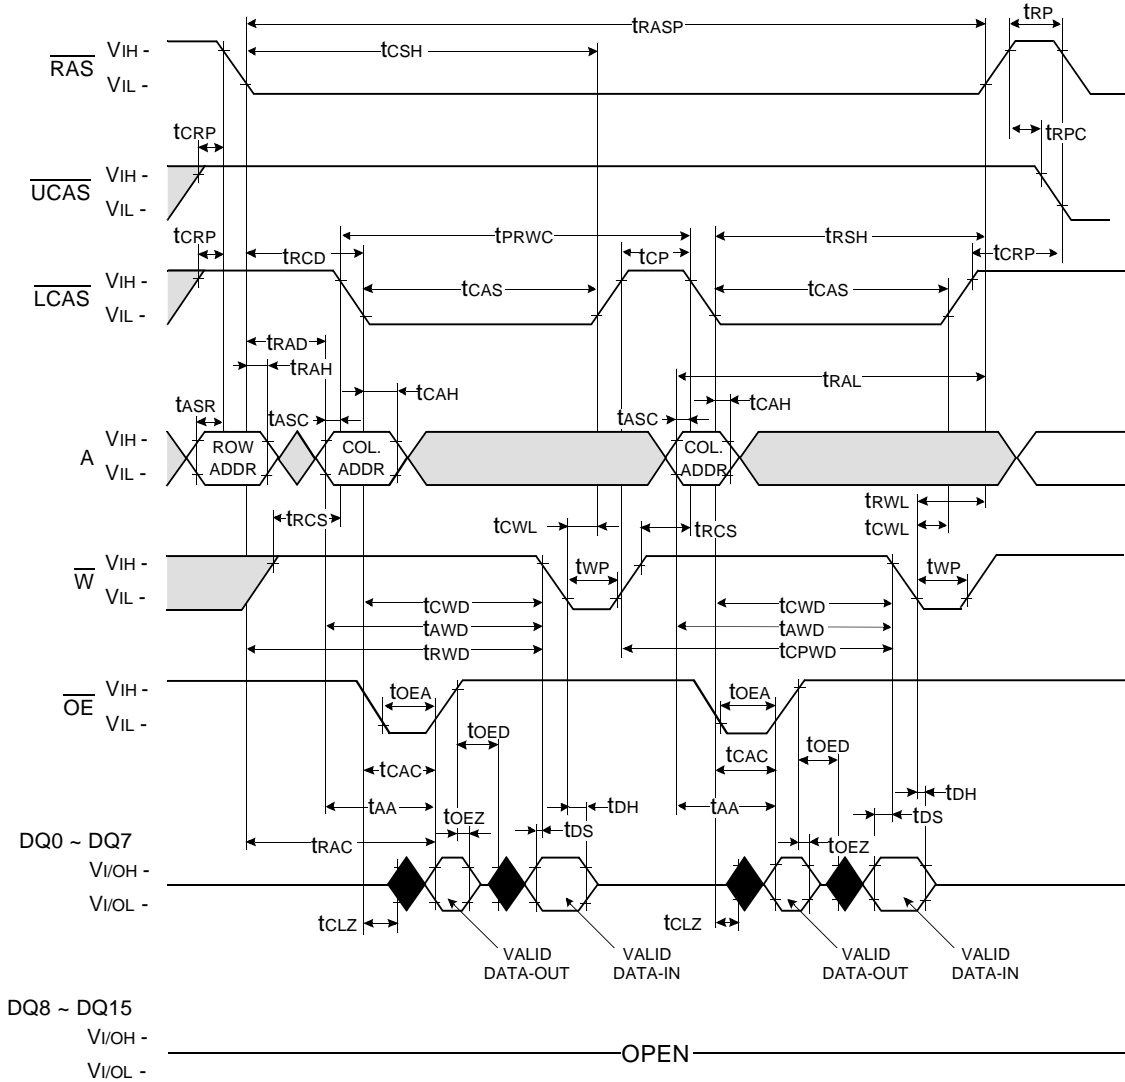 tRASP
tRP
tCSH
RAS
VIH -
VIL -
tCRP
tRPC
UCAS
VIH -
VIL -
tCRP
tRCD
tPRWC
tCP
tRSH
tCRP
LCAS
VIH -
VIL -
tCAS
tCAS
tRAD
tRAH
tCAH
tRAL
tCAH
tASR
tASC
tASC
A
VIH -
VIL -
ROW
ADDR
COL.
ADDR
COL.
ADDR
tRWL
tRCS
tCWL
tRCS
tCWL
W
VIH -
VIL -
tWP
tWP
tCWD
tCWD
tAWD
tAWD
tRWD
tCPWD
OE
VIH -
VIL -
tOEA
tOEA
tOED
tOED
tCAC
tCAC
tAA
tDH
tAA
tDH
tOEZ
tDS
tDS
tRAC
tOEZ
DQ0 ~ DQ7
VI/OH -
VI/OL -
tCLZ
tCLZ
VALID
DATA-OUT
VALID
DATA-IN
VALID
DATA-OUT
VALID
DATA-IN
DQ8 ~ DQ15
VI/OH -
OPEN
VI/OL -